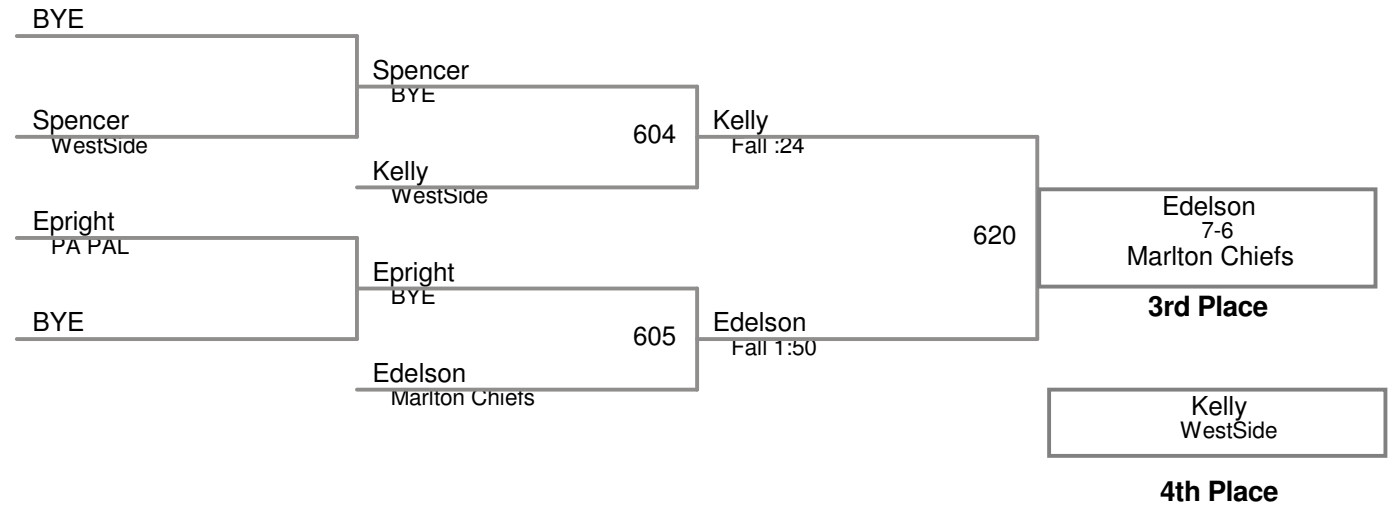 BYE
Spencer
WestSide
Epright
PA PAL
BYE
Spencer
BYE
Kelly
WestSide
Epright
BYE
Edelson
Marlton Chiefs
604
605
Kelly
Fall :24
Edelson
Fall 1:50
620
Edelson
7-6
Marlton Chiefs
3rd Place
Kelly
WestSide
4th Place